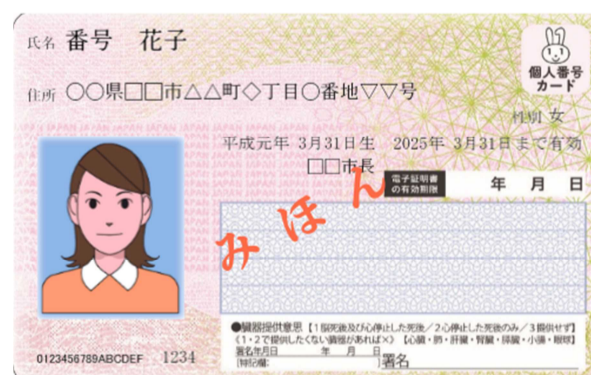 氏名 番号 花子
個人番号
カード
住所 〇〇県□□市△△町◇丁目〇番地▽▽号
性別 女
平成元年 3月31日生 2025年 3月31日まで有効
□□市長
電子証明書
の有効期限
年 月 日
みほん
●臓器提供意思【1 脳死後及び心停止した死後／2 心停止した死後のみ／3 提供せず】
《1・2で提供したくない臓器があれば×》【心臓・肺・肝臓・腎臓・膵臓・小腸・眼球】
署名年月日 年 月 日
[特記欄:
署名
0123456789ABCDEF 1234